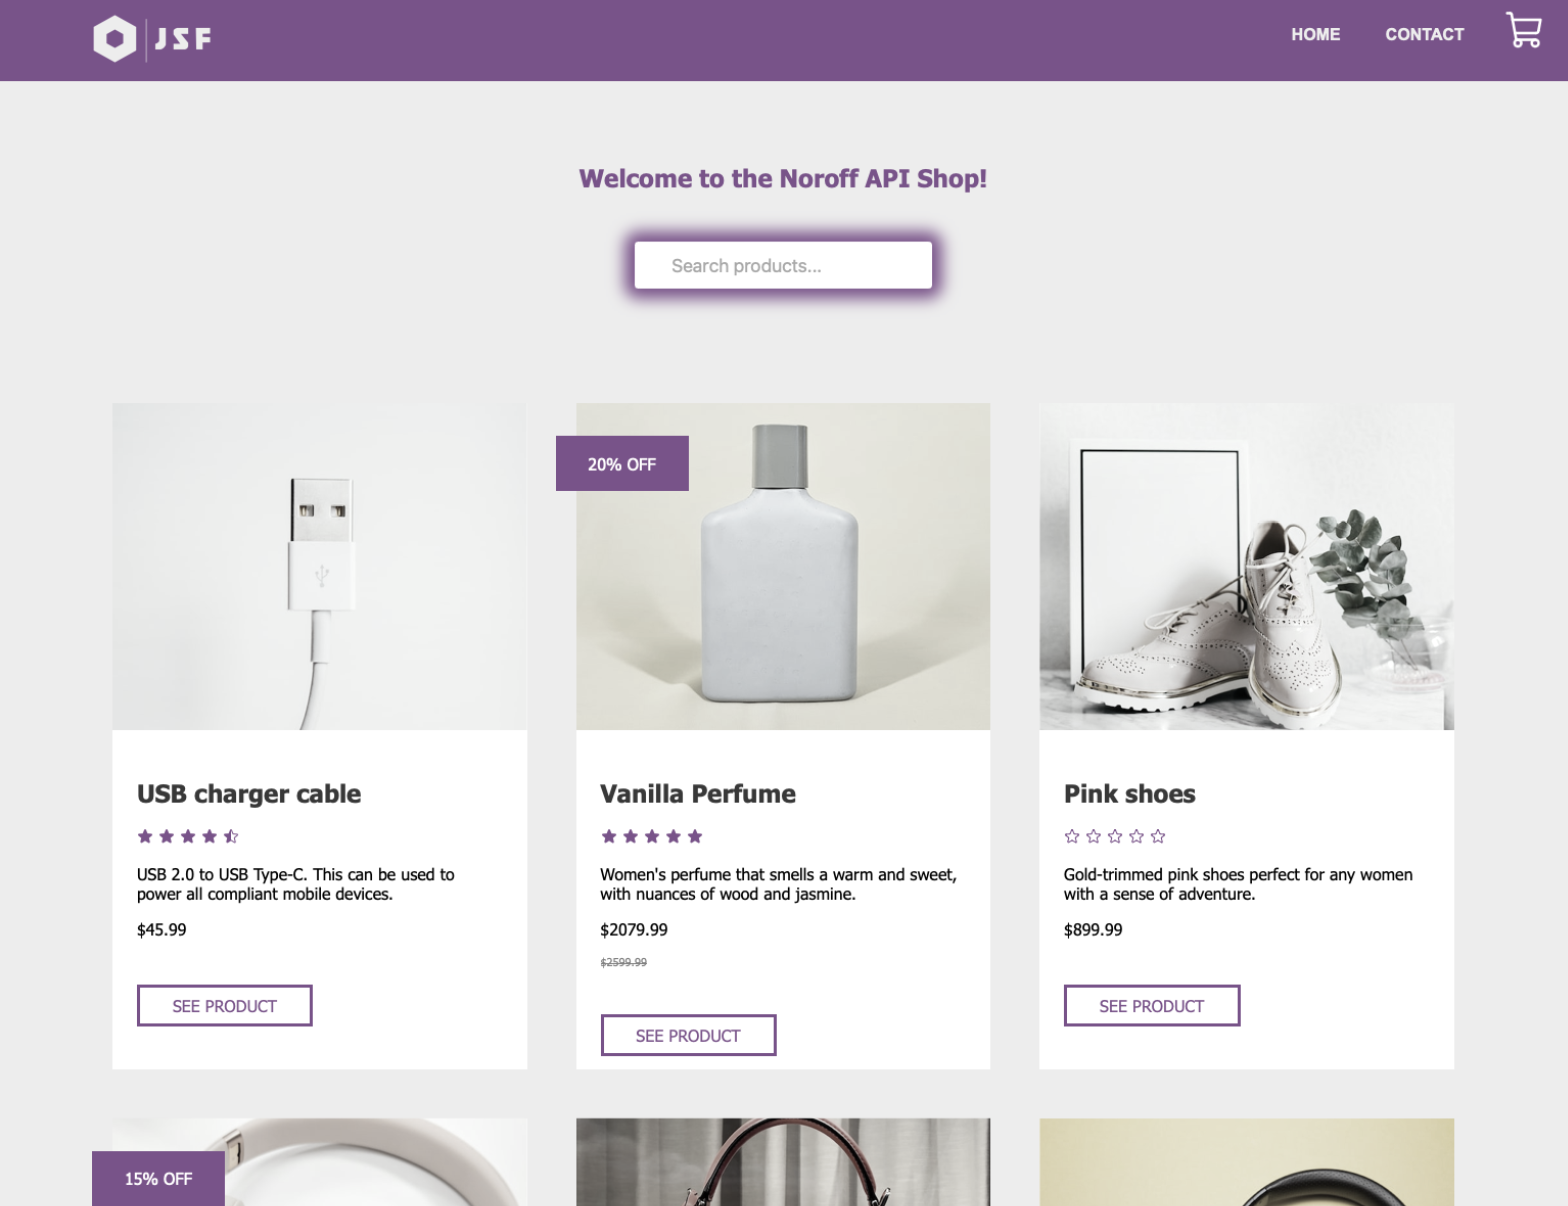 JSF
HOME
CONTACT
Welcome to the Noroff API Shop!
Search products...
20% OFF
USB charger cable
USB 2.0 to USB Type-C. This can be used to
power all compliant mobile devices.
$45.99
SEE PRODUCT
Vanilla Perfume
Women's perfume that smells a warm and sweet,
with nuances of wood and jasmine.
$2079.99
$2599.99
SEE PRODUCT
Pink shoes
Gold-trimmed pink shoes perfect for any women
with a sense of adventure.
$899.99
SEE PRODUCT
15% OFF